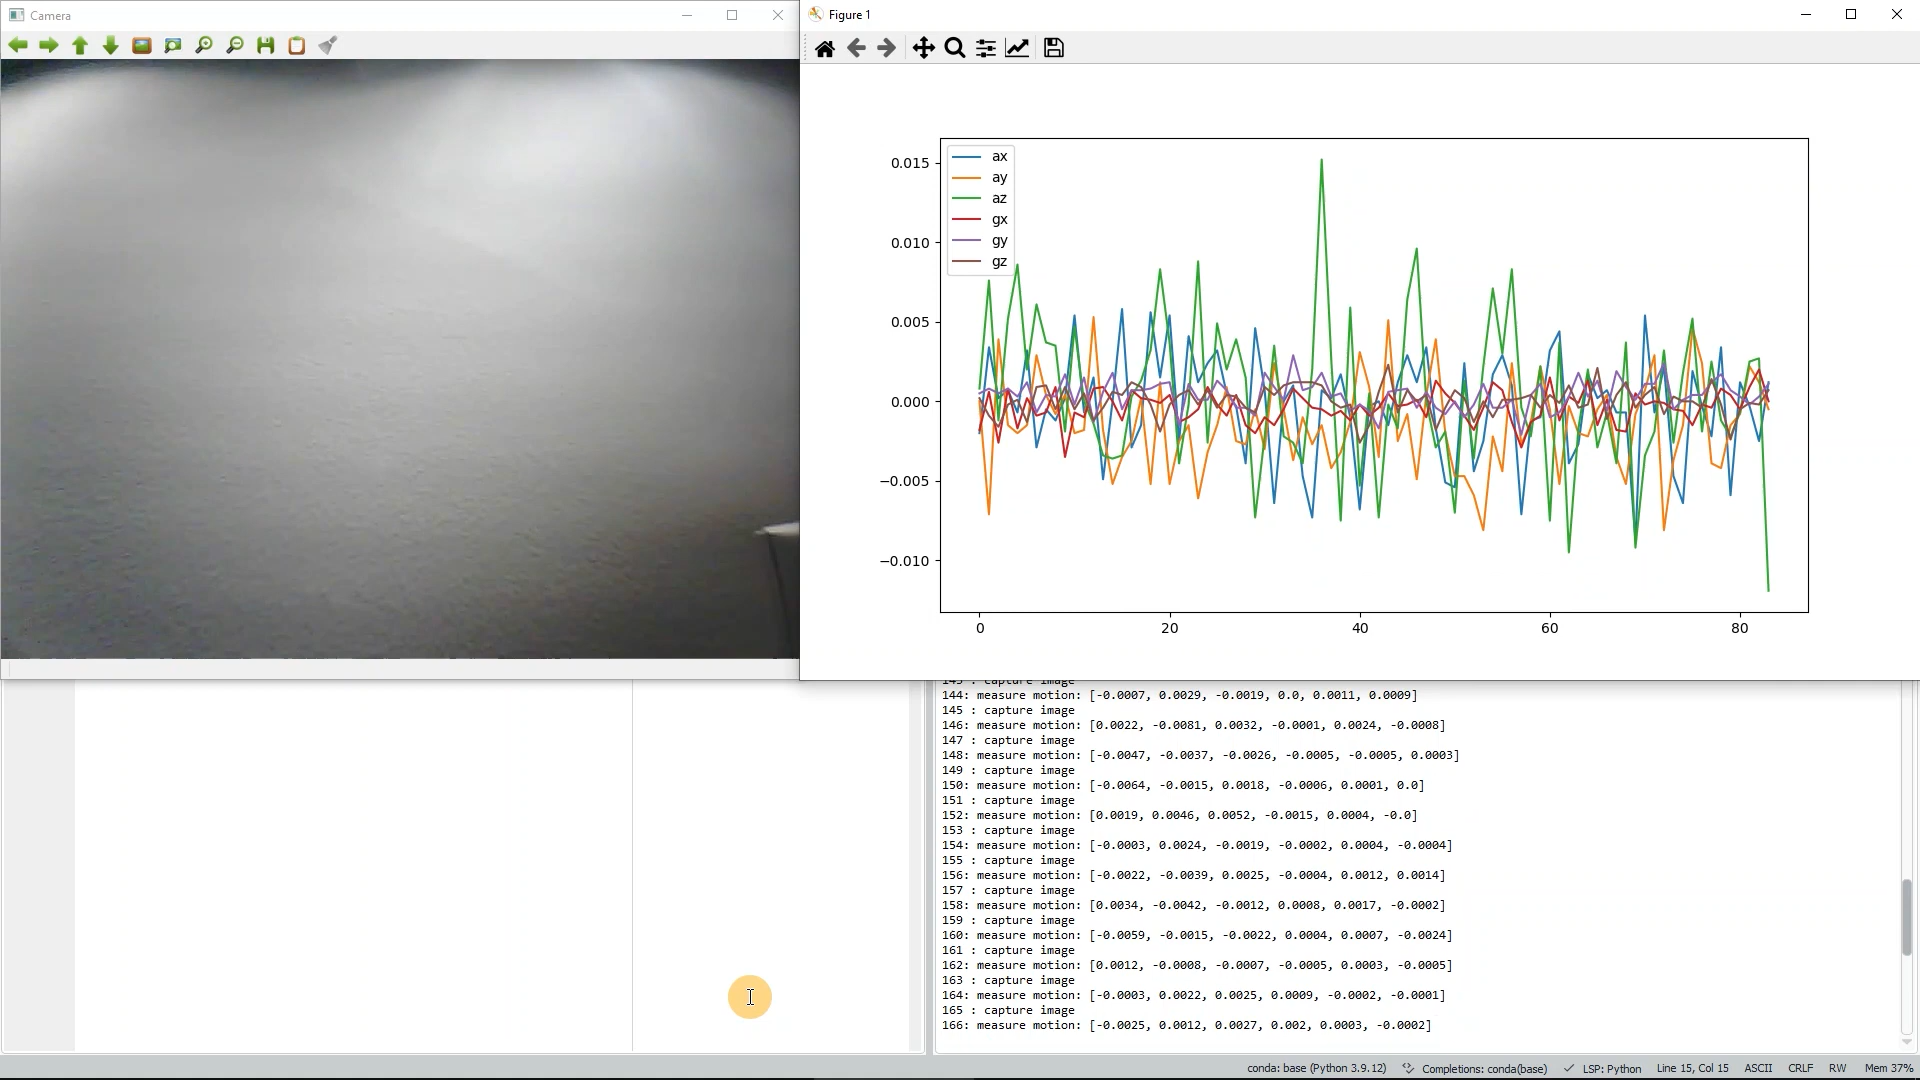 Camera
Figure 1
ax
ay
az
gx
gy
gz
0.015
0.010
0.005
0.000
−0.005
−0.010
0
20
40
60
80
143 : capture image
144: measure motion: [-0.0007, 0.0029, -0.0019, 0.0, 0.0011, 0.0009]
145 : capture image
146: measure motion: [0.0022, -0.0081, 0.0032, -0.0001, 0.0024, -0.0008]
147 : capture image
148: measure motion: [-0.0047, -0.0037, -0.0026, -0.0005, -0.0005, 0.0003]
149 : capture image
150: measure motion: [-0.0064, -0.0015, 0.0018, -0.0006, 0.0001, 0.0]
151 : capture image
152: measure motion: [0.0019, 0.0046, 0.0052, -0.0015, 0.0004, -0.0]
153 : capture image
154: measure motion: [-0.0003, 0.0024, -0.0019, -0.0002, 0.0004, -0.0004]
155 : capture image
156: measure motion: [-0.0022, -0.0039, 0.0025, -0.0004, 0.0012, 0.0014]
157 : capture image
158: measure motion: [0.0034, -0.0042, -0.0012, 0.0008, 0.0017, -0.0002]
159 : capture image
160: measure motion: [-0.0059, -0.0015, -0.0022, 0.0004, 0.0007, -0.0024]
161 : capture image
162: measure motion: [0.0012, -0.0008, -0.0007, -0.0005, 0.0003, -0.0005]
163 : capture image
164: measure motion: [-0.0003, 0.0022, 0.0025, 0.0009, -0.0002, -0.0001]
165 : capture image
166: measure motion: [-0.0025, 0.0012, 0.0027, 0.002, 0.0003, -0.0002]
conda: base (Python 3.9.12) Completions: conda(base) LSP: Python Line 15, Col 15 ASCII CRLF RW Mem 37%